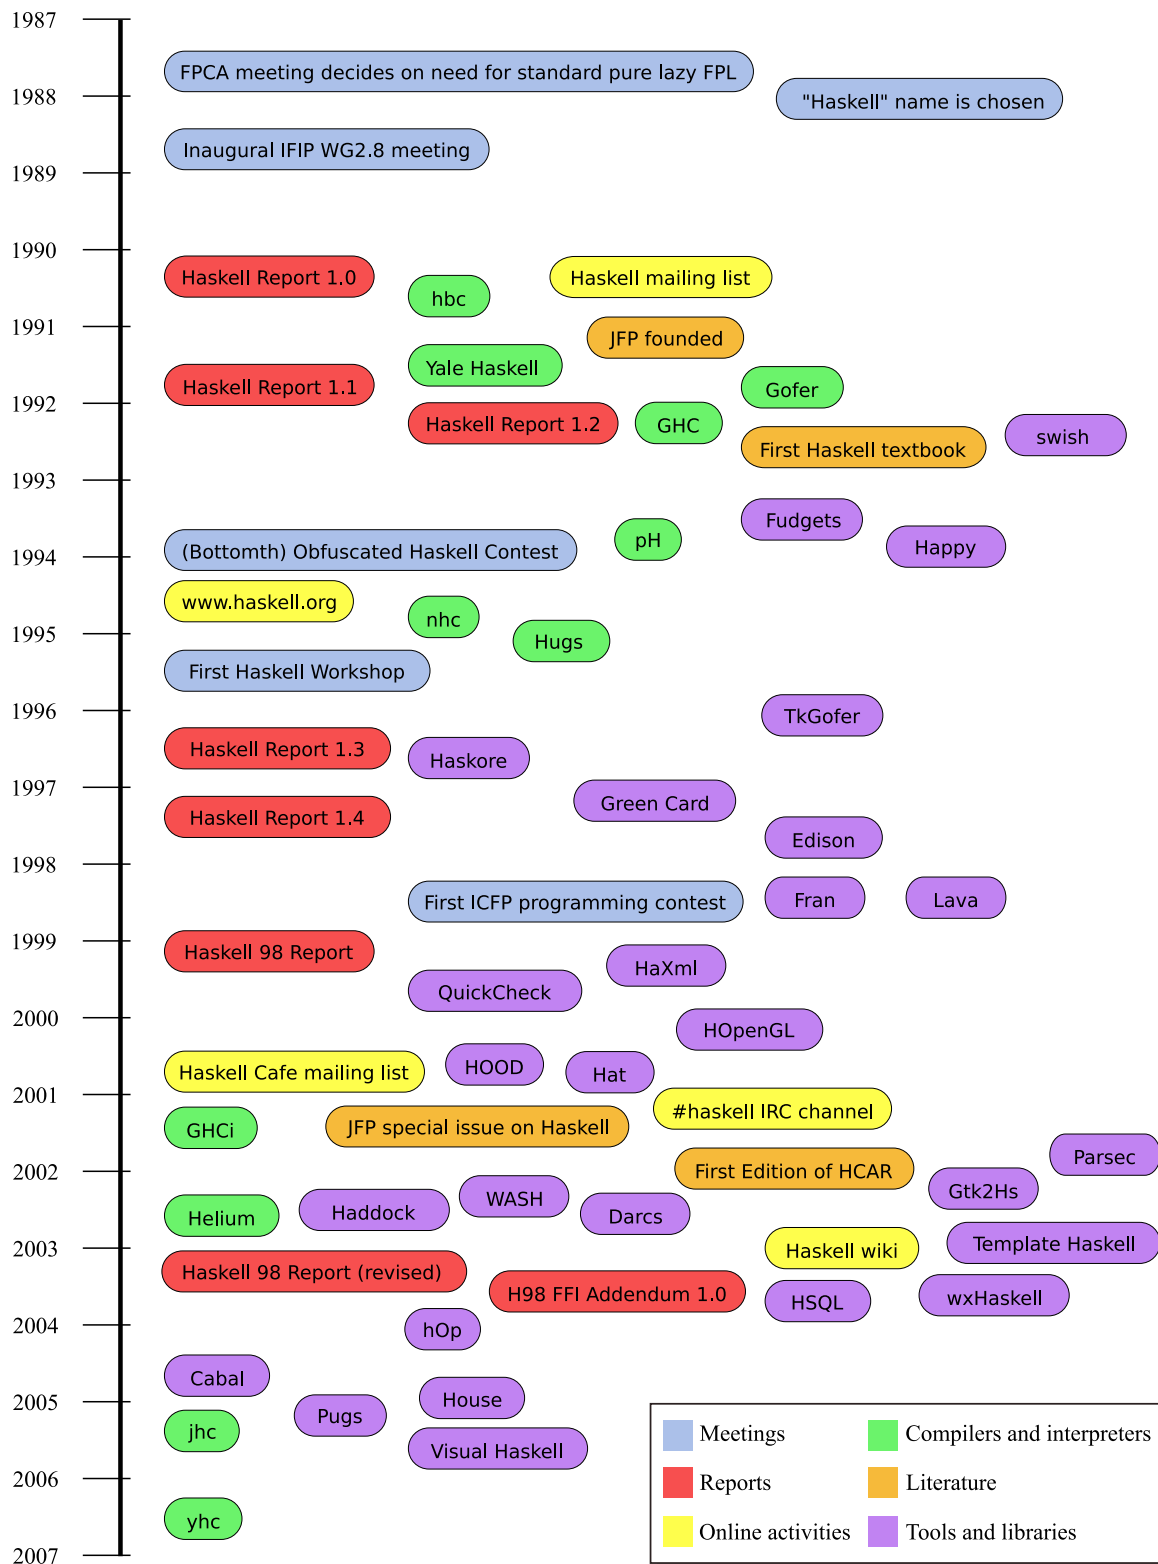 1987
FPCA meeting decides on need for standard pure lazy FPL
1988
"Haskell" name is chosen
Inaugural IFIP WG2.8 meeting
1989
1990
Haskell Report 1.0
Haskell mailing list
hbc
1991
JFP founded
Yale Haskell
Haskell Report 1.1
Gofer
1992
Haskell Report 1.2
GHC
swish
First Haskell textbook
1993
Fudgets
pH
Happy
(Bottomth) Obfuscated Haskell Contest
1994
www.haskell.org
nhc
1995
Hugs
First Haskell Workshop
1996
TkGofer
Haskell Report 1.3
Haskore
1997
Green Card
Haskell Report 1.4
Edison
1998
First ICFP programming contest
Fran
Lava
1999
Haskell 98 Report
HaXml
QuickCheck
2000
HOpenGL
Haskell Cafe mailing list
HOOD
Hat
2001
#haskell IRC channel
GHCi
JFP special issue on Haskell
Parsec
2002
First Edition of HCAR
Gtk2Hs
Helium
Haddock
WASH
Darcs
2003
Haskell wiki
Template Haskell
Haskell 98 Report (revised)
H98 FFI Addendum 1.0
HSQL
wxHaskell
2004
hOp
Cabal
2005
House
Pugs
jhc
Visual Haskell
2006
yhc
2007
Meetings
Compilers and interpreters
Reports
Literature
Online activities
Tools and libraries